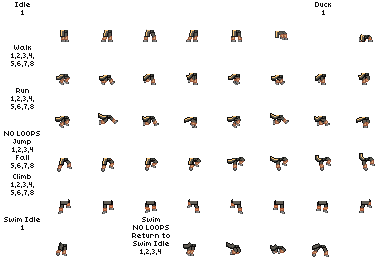 Idle
1
Duck
1
Walk
1,2,3,4,
5,6,7,8
Run
1,2,3,4,
5,6,7,8
NO LOOPS
Jump
1,2,3,4
Fall
5,6,7,8
Climb
1,2,3,4,
5,6,7,8
Swim Idle
1
Swim
NO LOOPS
Return to
Swim Idle
1,2,3,4